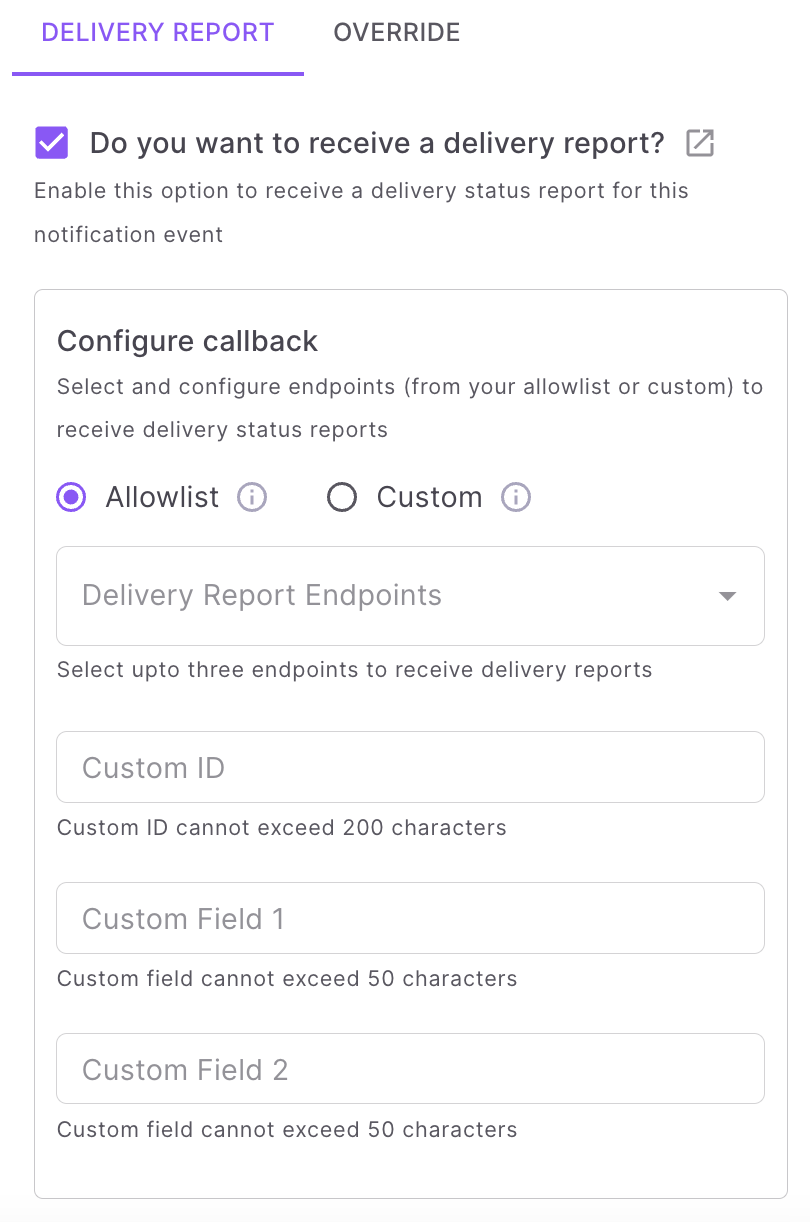 DELIVERY REPORT OVERRIDE
Do you want to receive a delivery report?
Enable this option to receive a delivery status report for this
notification event
Configure callback
Select and configure endpoints (from your allowlist or custom) to
receive delivery status reports
Allowlist Custom
Delivery Report Endpoints
Select upto three endpoints to receive delivery reports
Custom ID
Custom ID cannot exceed 200 characters
Custom Field 1
Custom field cannot exceed 50 characters
Custom Field 2
Custom field cannot exceed 50 characters